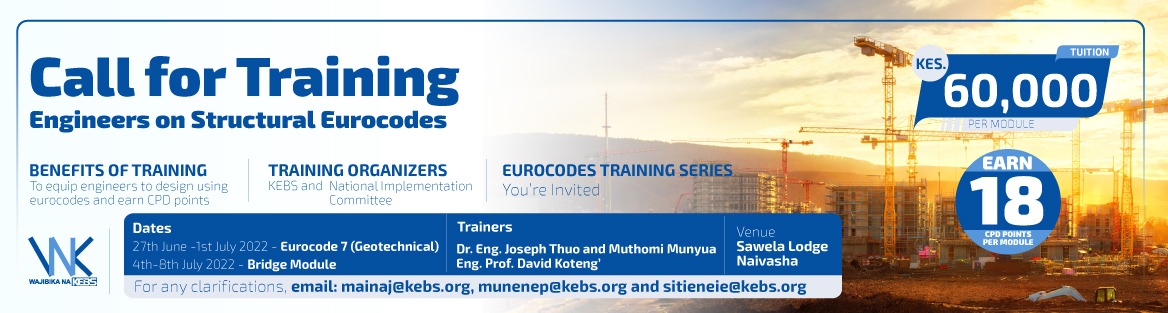 Call for Training
Engineers on Structural Eurocodes
BENEFITS OF TRAINING
To equip engineers to design using
eurocodes and earn CPD points
TRAINING ORGANIZERS
KEBS and National Implementation
Committee
EUROCODES TRAINING SERIES
You're Invited
TUITION
KES.
60,000
PER MODULE
EARN
18
CPD POINTS
PER MODULE
WK
WAJIBIKA NA KEBS
Dates
27th June -1st July 2022 - Eurocode 7 (Geotechnical)
4th-8th July 2022 - Bridge Module
Trainers
Dr. Eng. Joseph Thuo and Muthomi Munyua
Eng. Prof. David Koteng'
Venue
Sawela Lodge
Naivasha
For any clarifications, email: mainaj@kebs.org, munenep@kebs.org and sitieneie@kebs.org